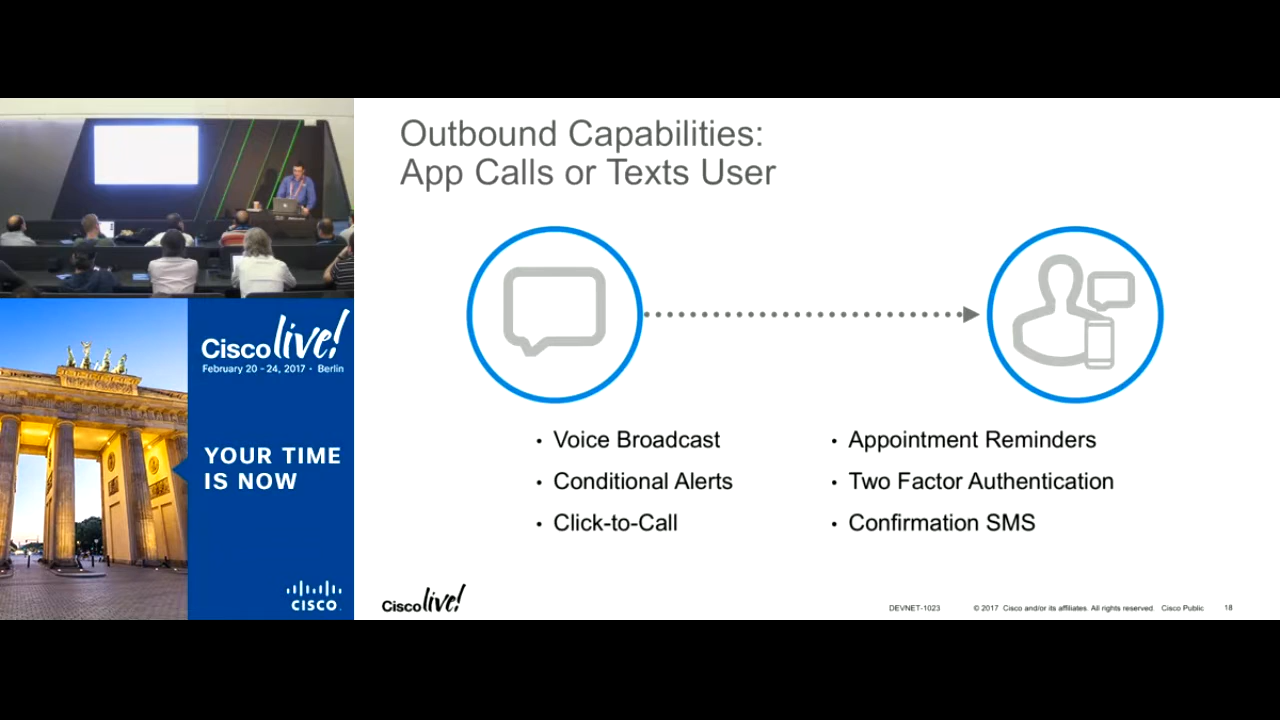 Outbound Capabilities:
App Calls or Texts User
• Voice Broadcast
• Conditional Alerts
• Click-to-Call
• Appointment Reminders
• Two Factor Authentication
• Confirmation SMS
Cisco live!
DEVNET-1023 © 2017 Cisco and/or its affiliates. All rights reserved. Cisco Public 18
Cisco live!
February 20 - 24, 2017 • Berlin
YOUR TIME
IS NOW
CISCO